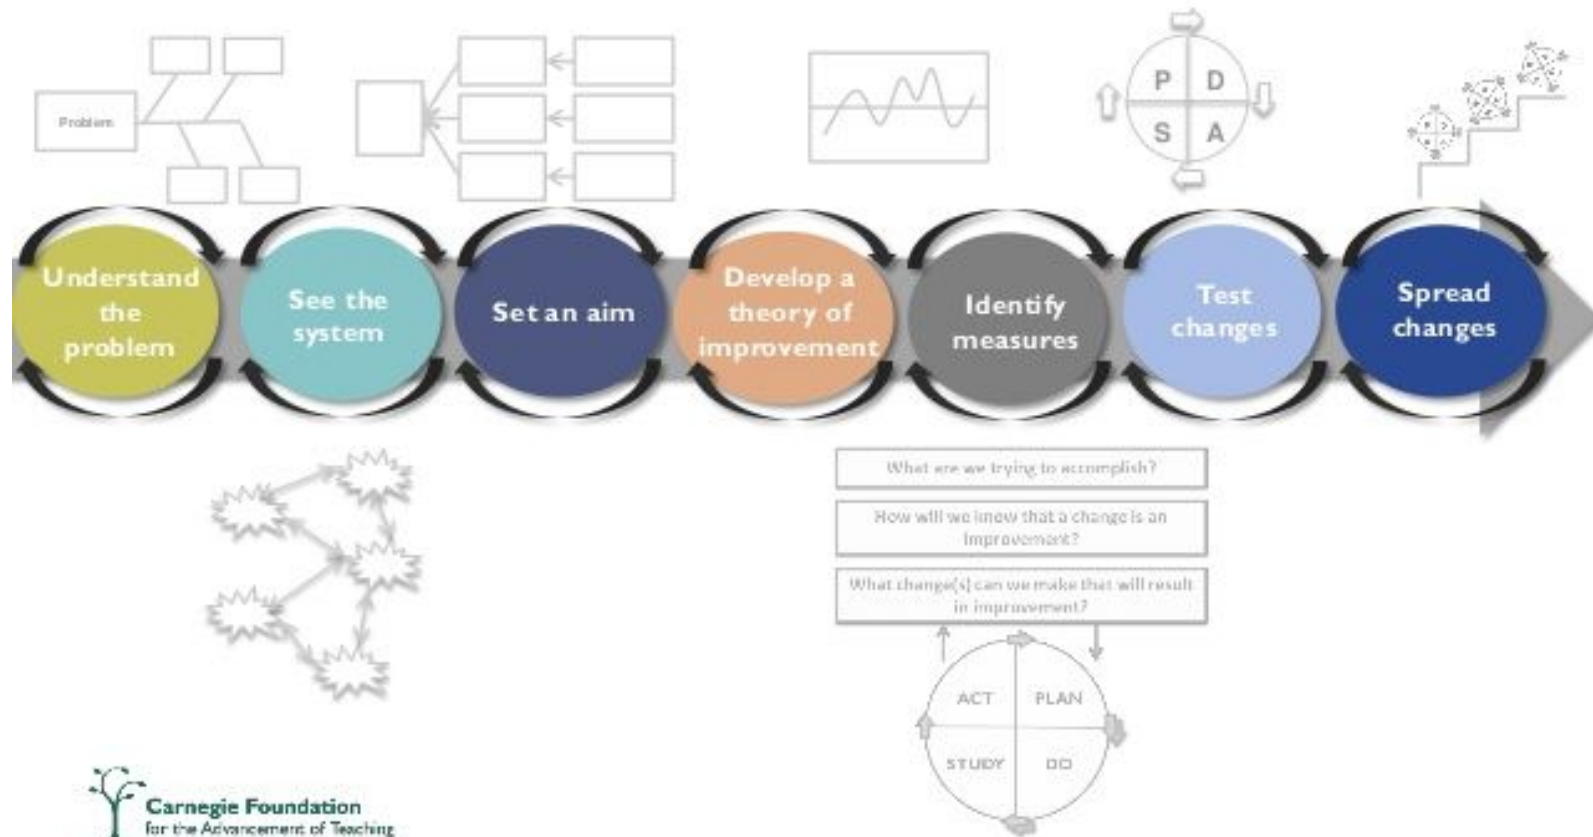 Problem
P D
S A
Understand
the
problem
See the
system
Set an aim
Develop a
theory of
improvement
Identify
measures
Test
changes
Spread
changes
What are we trying to accomplish?
How will we know that a change is an
improvement?
What change(s) can we make that will result
in improvement?
ACT PLAN
STUDY DO
Carnegie Foundation
for the Advancement of Teaching